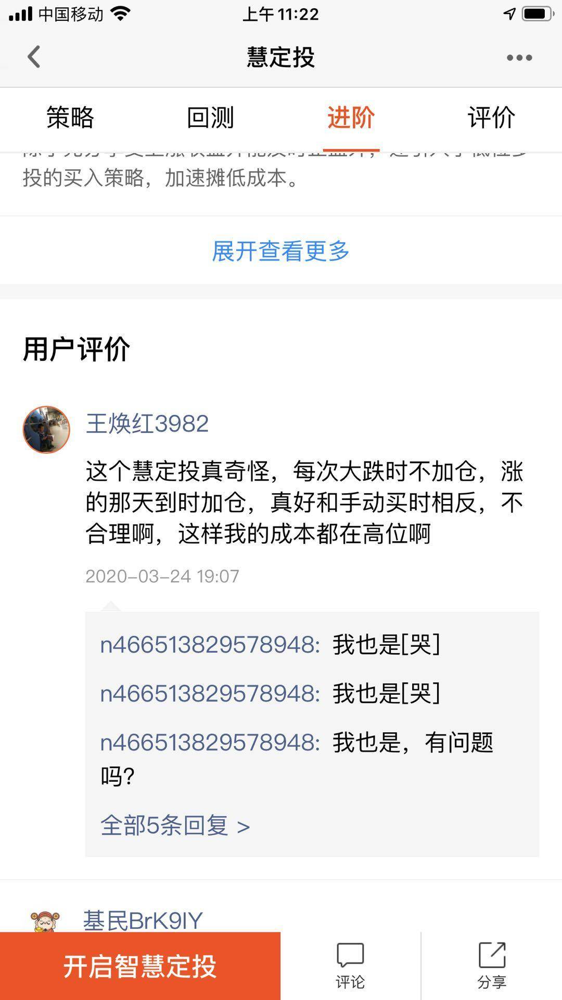 中国移动
上午11:22
慧定投
策略
回测
进阶
评价
投的买入策略，加速摊低成本。
展开查看更多
用户评价
王焕红3982
这个慧定投真奇怪，每次大跌时不加仓，涨
的那天到时加仓，真好和手动买时相反，不
合理啊，这样我的成本都在高位啊
2020-03-24 19:07
n466513829578948: 我也是[哭]
n466513829578948: 我也是[哭]
n466513829578948: 我也是，有问题
吗?
全部5条回复 >
基民BrK9IY
开启智慧定投
评论
分享